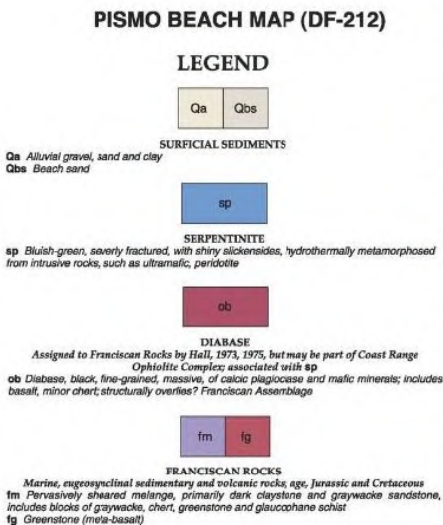 PISMO BEACH MAP (DF-212)
LEGEND
Qa Qbs
SURFICIAL SEDIMENTS
Qa Alluvial gravel, sand and clay
Qbs Beach sand
sp
SERPENTINITE
sp Bluish-green, severly fractured, with shiny slickensides, hydrothermally metamorphosed
from intrusive rocks, such as ultramafic, peridotite
ob
DIABASE
Assigned to Franciscan Rocks by Hall, 1973, 1975, but may be part of Coast Range
Ophiolite Complex; associated with sp
ob Diabase, black, fine-grained, massive, of calcic plagioclase and mafic minerals; includes
basalt, minor chert; structurally overlies? Franciscan Assemblage
fm fg
FRANCISCAN ROCKS
Marine, eugeosynclinal sedimentary and volcanic rocks, age, Jurassic and Cretaceous
fm Pervasively sheared melange, primarily dark claystone and graywacke sandstone,
includes blocks of graywacke, chert, greenstone and glaucophane schist
fg Greenstone (meta-basalt)